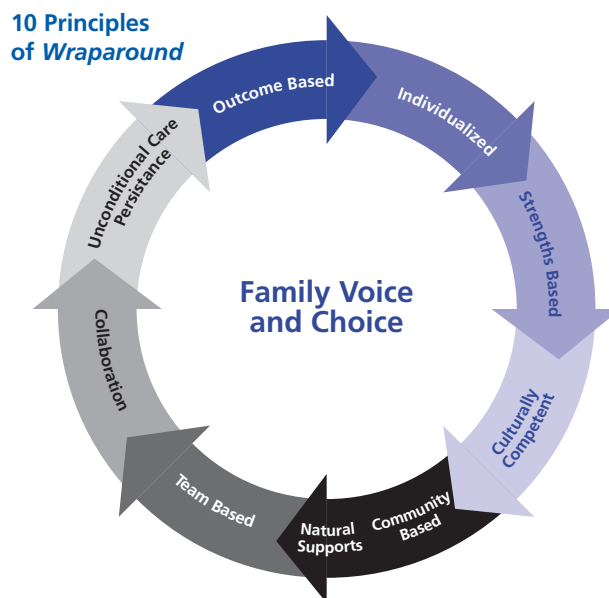 10 Principles
of Wraparound
Outcome Based
Individualized
Strengths Based
Culturally
Competent
Community
Based
Natural
Supports
Team Based
Collaboration
Unconditional Care
Persistance
Family Voice
and Choice